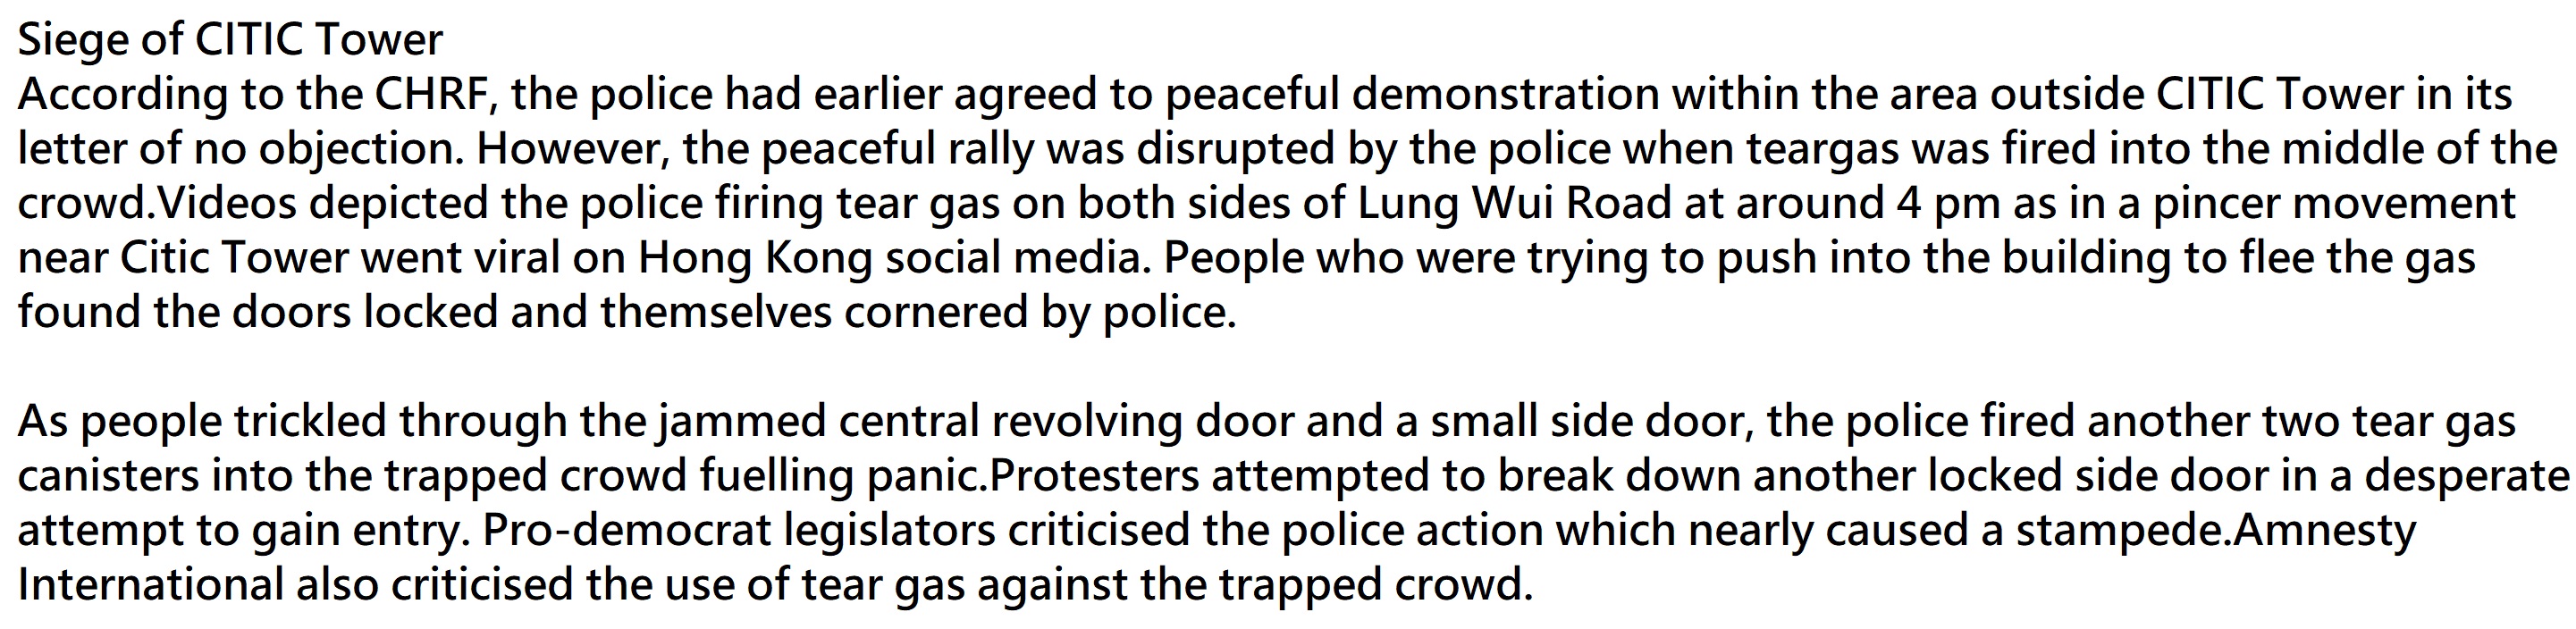 Siege of CITIC Tower
According to the CHRF, the police had earlier agreed to peaceful demonstration within the area outside CITIC Tower in its
letter of no objection. However, the peaceful rally was disrupted by the police when teargas was fired into the middle of the
crowd.Videos depicted the police firing tear gas on both sides of Lung Wui Road at around 4 pm as in a pincer movement
near Citic Tower went viral on Hong Kong social media. People who were trying to push into the building to flee the gas
found the doors locked and themselves cornered by police.
As people trickled through the jammed central revolving door and a small side door, the police fired another two tear gas
canisters into the trapped crowd fuelling panic.Protesters attempted to break down another locked side door in a desperate
attempt to gain entry. Pro-democrat legislators criticised the police action which nearly caused a stampede.Amnesty
International also criticised the use of tear gas against the trapped crowd.